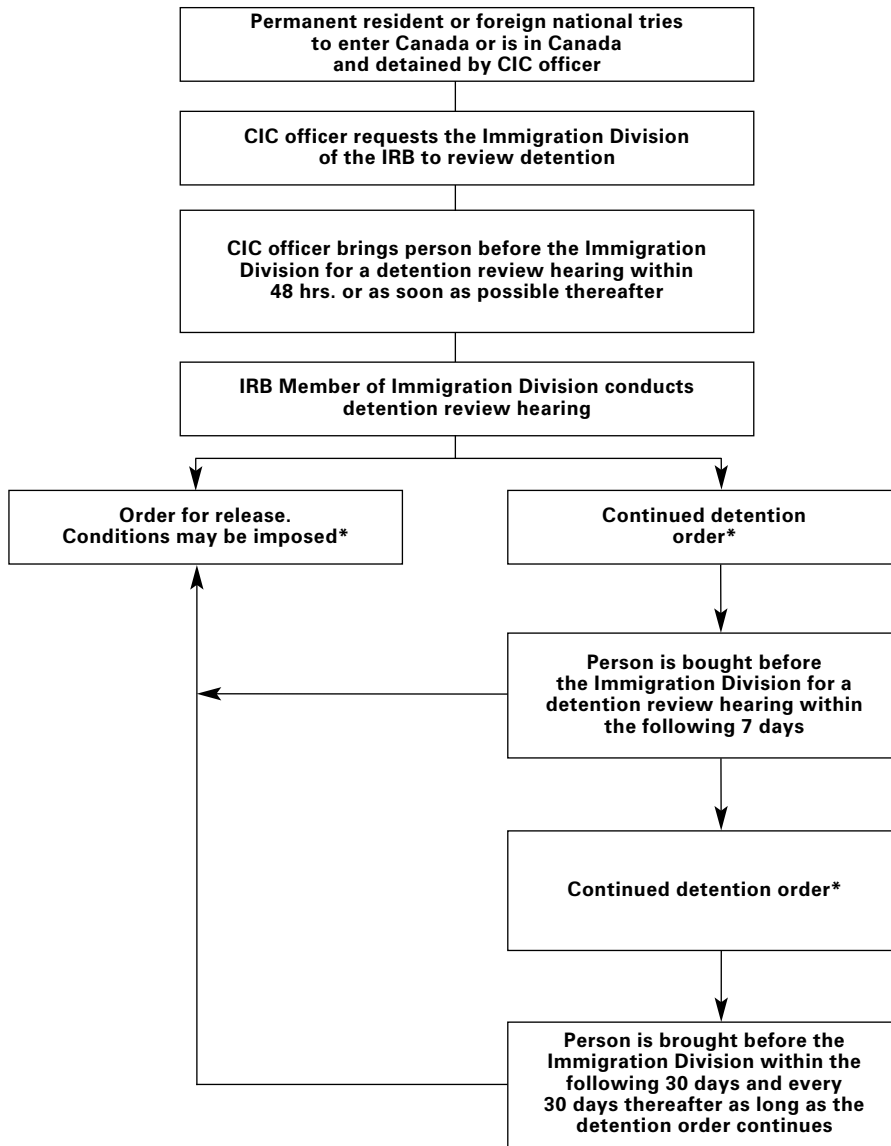 Permanent resident or foreign national tries
to enter Canada or is in Canada
and detained by CIC officer
CIC officer requests the Immigration Division
of the IRB to review detention
CIC officer brings person before the Immigration
Division for a detention review hearing within
48 hrs. or as soon as possible thereafter
IRB Member of Immigration Division conducts
detention review hearing
Order for release.
Conditions may be imposed*
Continued detention
order*
Person is bought before
the Immigration Division for a
detention review hearing within
the following 7 days
Continued detention order*
Person is brought before the
Immigration Division within the
following 30 days and every
30 days thereafter as long as the
detention order continues